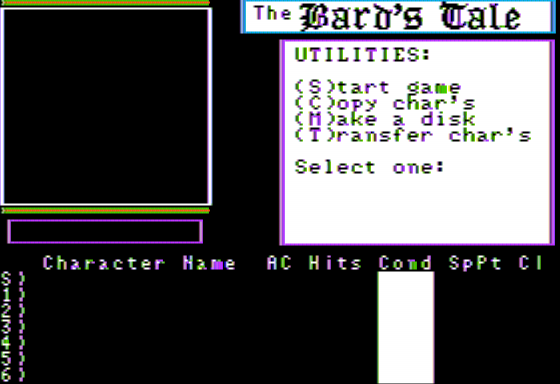 The Bard's Tale
UTILITIES:
(S)tart game
(C)opy char's
(M)ake a disk
(T)ransfer char's
Select one:
Character Name AC Hits Cond SpPt Cl
S)
1)
2)
3)
4)
5)
6)